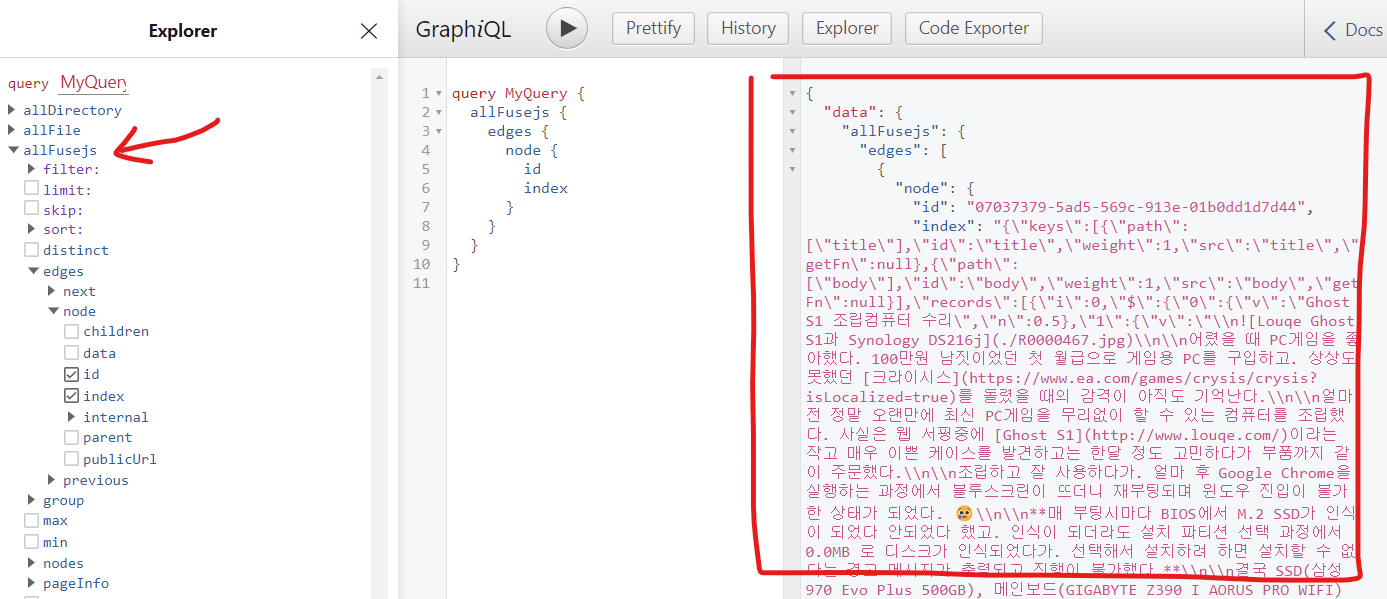 Explorer
GraphiQL
Prettify
History
Explorer
Code Exporter
Docs
query MyQuery
allDirectory
allFile
allFusejs
filter:
limit:
skip:
sort:
distinct
edges
next
node
children
data
id
index
internal
parent
publicUrl
previous
group
max
min
nodes
pageInfo
1 query MyQuery {
2 allFusejs {
3 edges {
4 node {
5 id
6 index
7 }
8 }
9 }
10 }
11
{
"data": {
"allFusejs": {
"edges": [
{
"node": {
"id": "07037379-5ad5-569c-913e-01b0dd1d7d44",
"index": "{\"keys\":[{\"path\":
[\"title\"],\"id\":\"title\",\"weight\":1,\"src\":\"title\",\"
getFn\":null},{\"path\":
[\"body\"],\"id\":\"body\",\"weight\":1,\"src\":\"body\",\"get
Fn\":null}],\"records\":[{\"i\":0,\"$\":{\"0\":{\"v\":\"Ghost
S1 조립컴퓨터 수리\",\"n\":0.5},\"1\":{\"v\":\"\\n![Louqe Ghost
S1과 Synology DS216j](./R0000467.jpg)\\n\\n어렸을 때 PC게임을 좋
아했다. 100만원 남짓이었던 첫 월급으로 게임용 PC를 구입하고. 상상도
못했던 [크라이시스](https://www.ea.com/games/crysis/crysis?
isLocalized=true)를 돌렸을 때의 감격이 아직도 기억난다.\\n\\n얼마
전 정말 오랜만에 최신 PC게임을 무리없이 할 수 있는 컴퓨터를 조립했
다. 사실은 웹 서핑중에 [Ghost S1](http://www.louqe.com/)이라는
작고 매우 이쁜 케이스를 발견하고는 한달 정도 고민하다가 부품까지 같
이 주문했다.\\n\\n조립하고 잘 사용하다가. 얼마 후 Google Chrome을
실행하는 과정에서 블루스크린이 뜨더니 재부팅되며 윈도우 진입이 불가
한 상태가 되었다. 😢\\n\\n**매 부팅시마다 BIOS에서 M.2 SSD가 인식
이 되었다 안되었다 했고. 인식이 되더라도 설치 파티션 선택 과정에서
0.0MB 로 디스크가 인식되었다가. 선택해서 설치하려 하면 설치할 수 없
다는 경고 메시지가 출력되고 진행이 불가했다.**\\n\\n결국 SSD(삼성
970 Evo Plus 500GB), 메인보드(GIGABYTE Z390 I AORUS PRO WIFI)